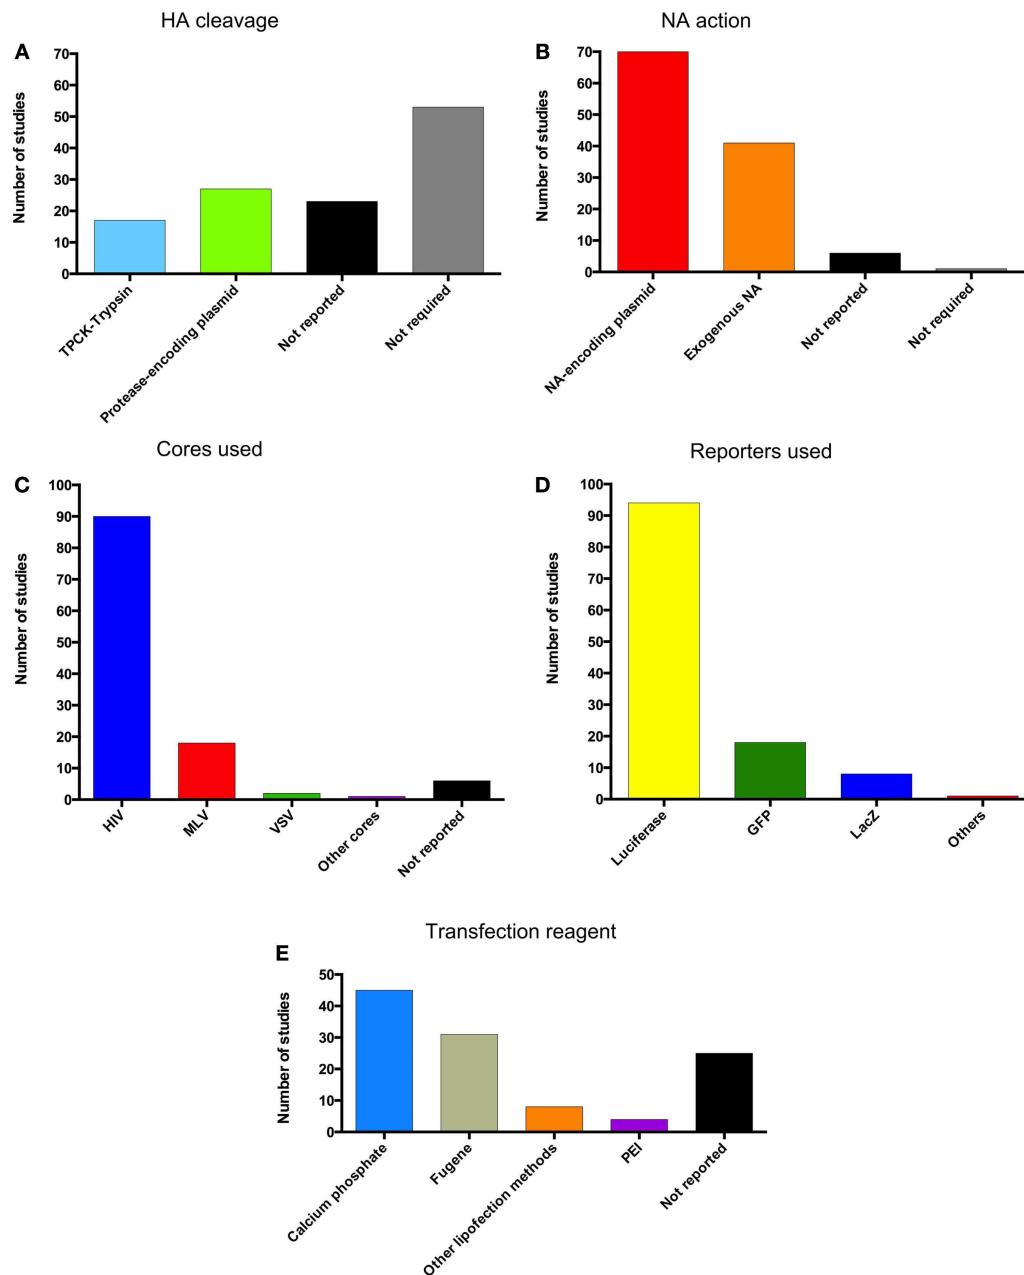 HA cleavage
A
Number of studies
70
60
50
40
30
20
10
0
TPCK-Trypsin
Protease-encoding plasmid
Not reported
Not required
NA action
B
Number of studies
70
60
50
40
30
20
10
0
NA-encoding plasmid
Exogenous NA
Not reported
Not required
Cores used
C
Number of studies
100
90
80
70
60
50
40
30
20
10
0
HIV
MLV
VSV
Other cores
Not reported
Reporters used
D
Number of studies
100
90
80
70
60
50
40
30
20
10
0
Luciferase
GFP
LacZ
Others
Transfection reagent
E
Number of studies
50
40
30
20
10
0
Calcium phosphate
Fugene
Other lipofection methods
PEI
Not reported